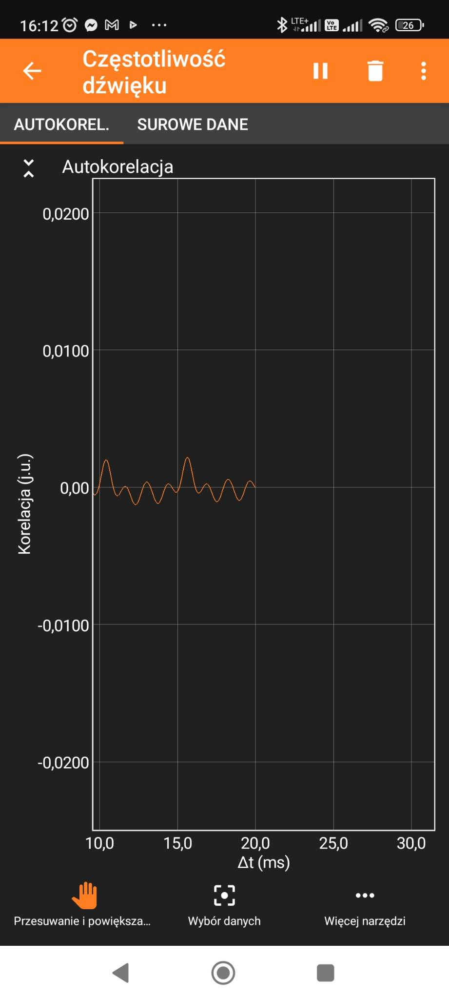 16:12 ... LTE+ Vo LTE 26
Częstotliwość
dźwięku
AUTOKOREL. SUROWE DANE
Autokorelacja
0,0200
0,0100
0,00
-0,0100
-0,0200
Korelacja (j.u.)
10,0 15,0 20,0 25,0 30,0
Δt (ms)
Przesuwanie i powiększa... Wybór danych Więcej narzędzi